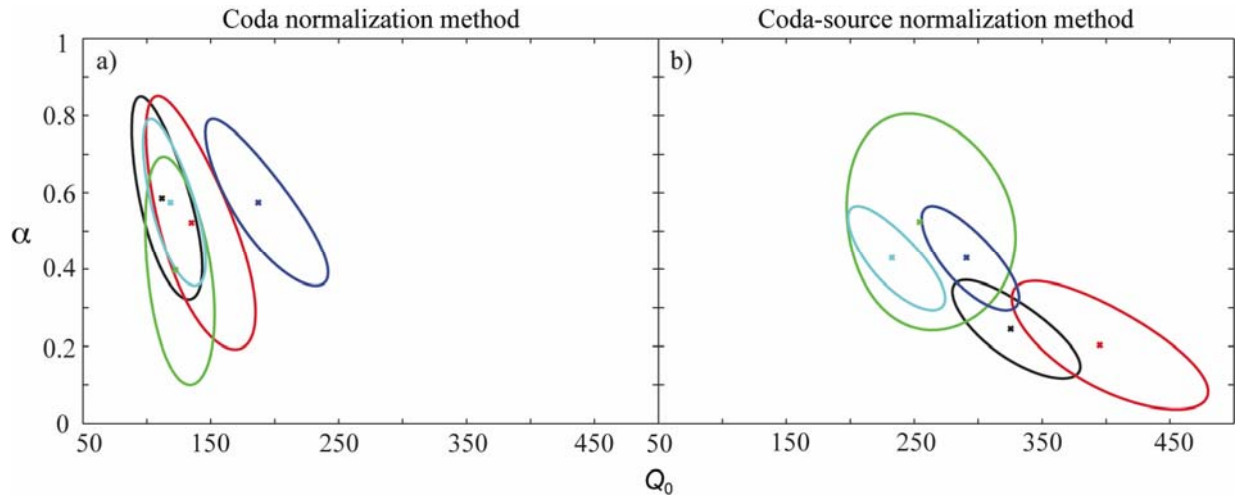 Coda normalization method
Coda-source normalization method
1
a)
b)
0.8
0.6
α
0.4
0.2
0
50
150
250
350
450
50
150
250
350
450
Q₀